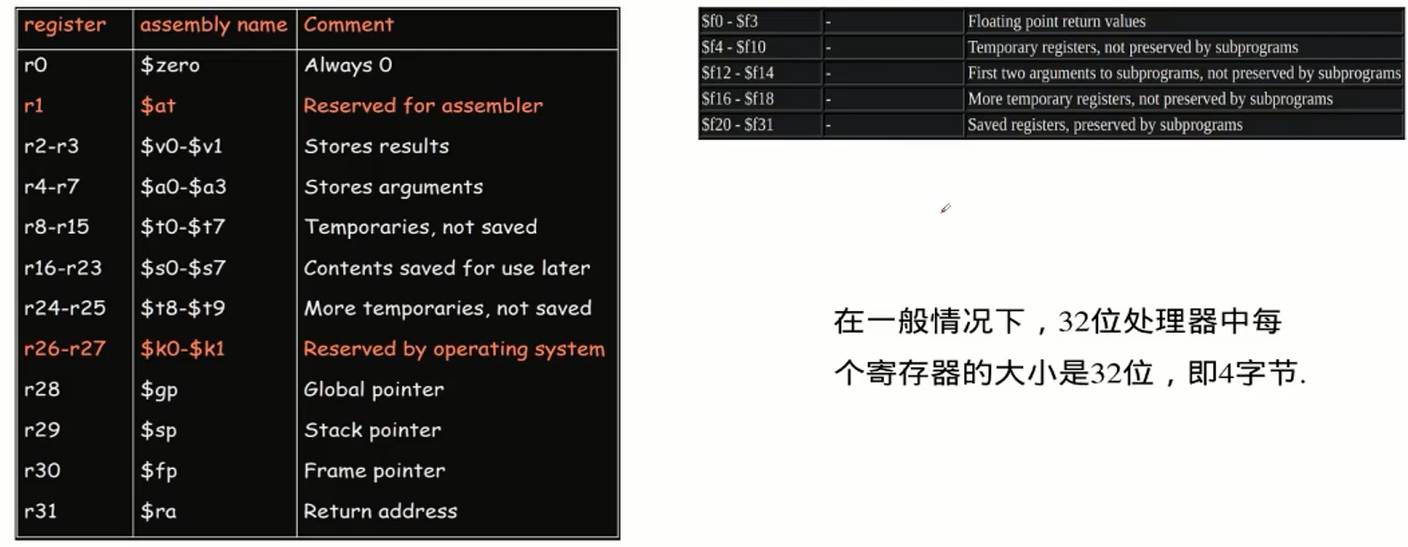 register assembly name Comment
r0 $zero Always 0
r1 $at Reserved for assembler
r2-r3 $v0-$v1 Stores results
r4-r7 $a0-$a3 Stores arguments
r8-r15 $t0-$t7 Temporaries, not saved
r16-r23 $s0-$s7 Contents saved for use later
r24-r25 $t8-$t9 More temporaries, not saved
r26-r27 $k0-$k1 Reserved by operating system
r28 $gp Global pointer
r29 $sp Stack pointer
r30 $fp Frame pointer
r31 $ra Return address
$f0 - $f3 - Floating point return values
$f4 - $f10 - Temporary registers, not preserved by subprograms
$f12 - $f14 - First two arguments to subprograms, not preserved by subprograms
$f16 - $f18 - More temporary registers, not preserved by subprograms
$f20 - $f31 - Saved registers, preserved by subprograms
在一般情况下，32位处理器中每
个寄存器的大小是32位，即4字节.